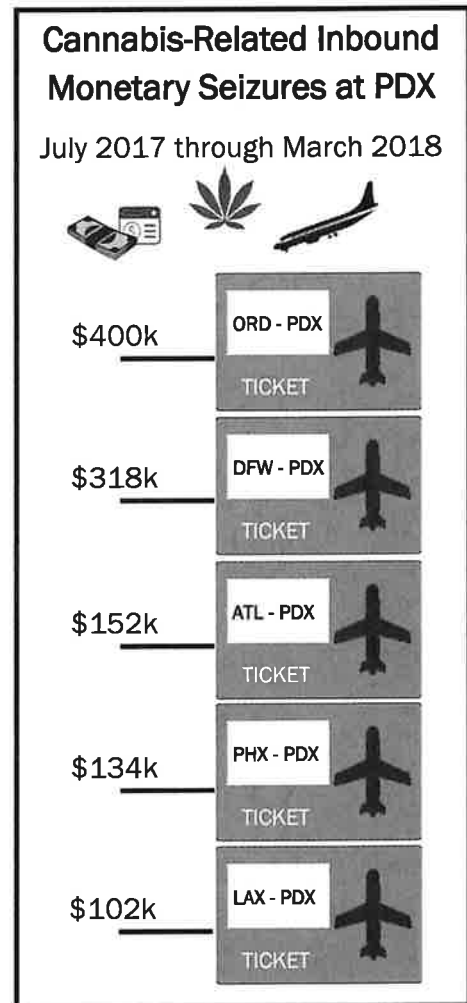 Cannabis-Related Inbound
Monetary Seizures at PDX
July 2017 through March 2018
$400k
ORD - PDX
TICKET
$318k
DFW - PDX
TICKET
$152k
ATL - PDX
TICKET
$134k
PHX - PDX
TICKET
$102k
LAX - PDX
TICKET